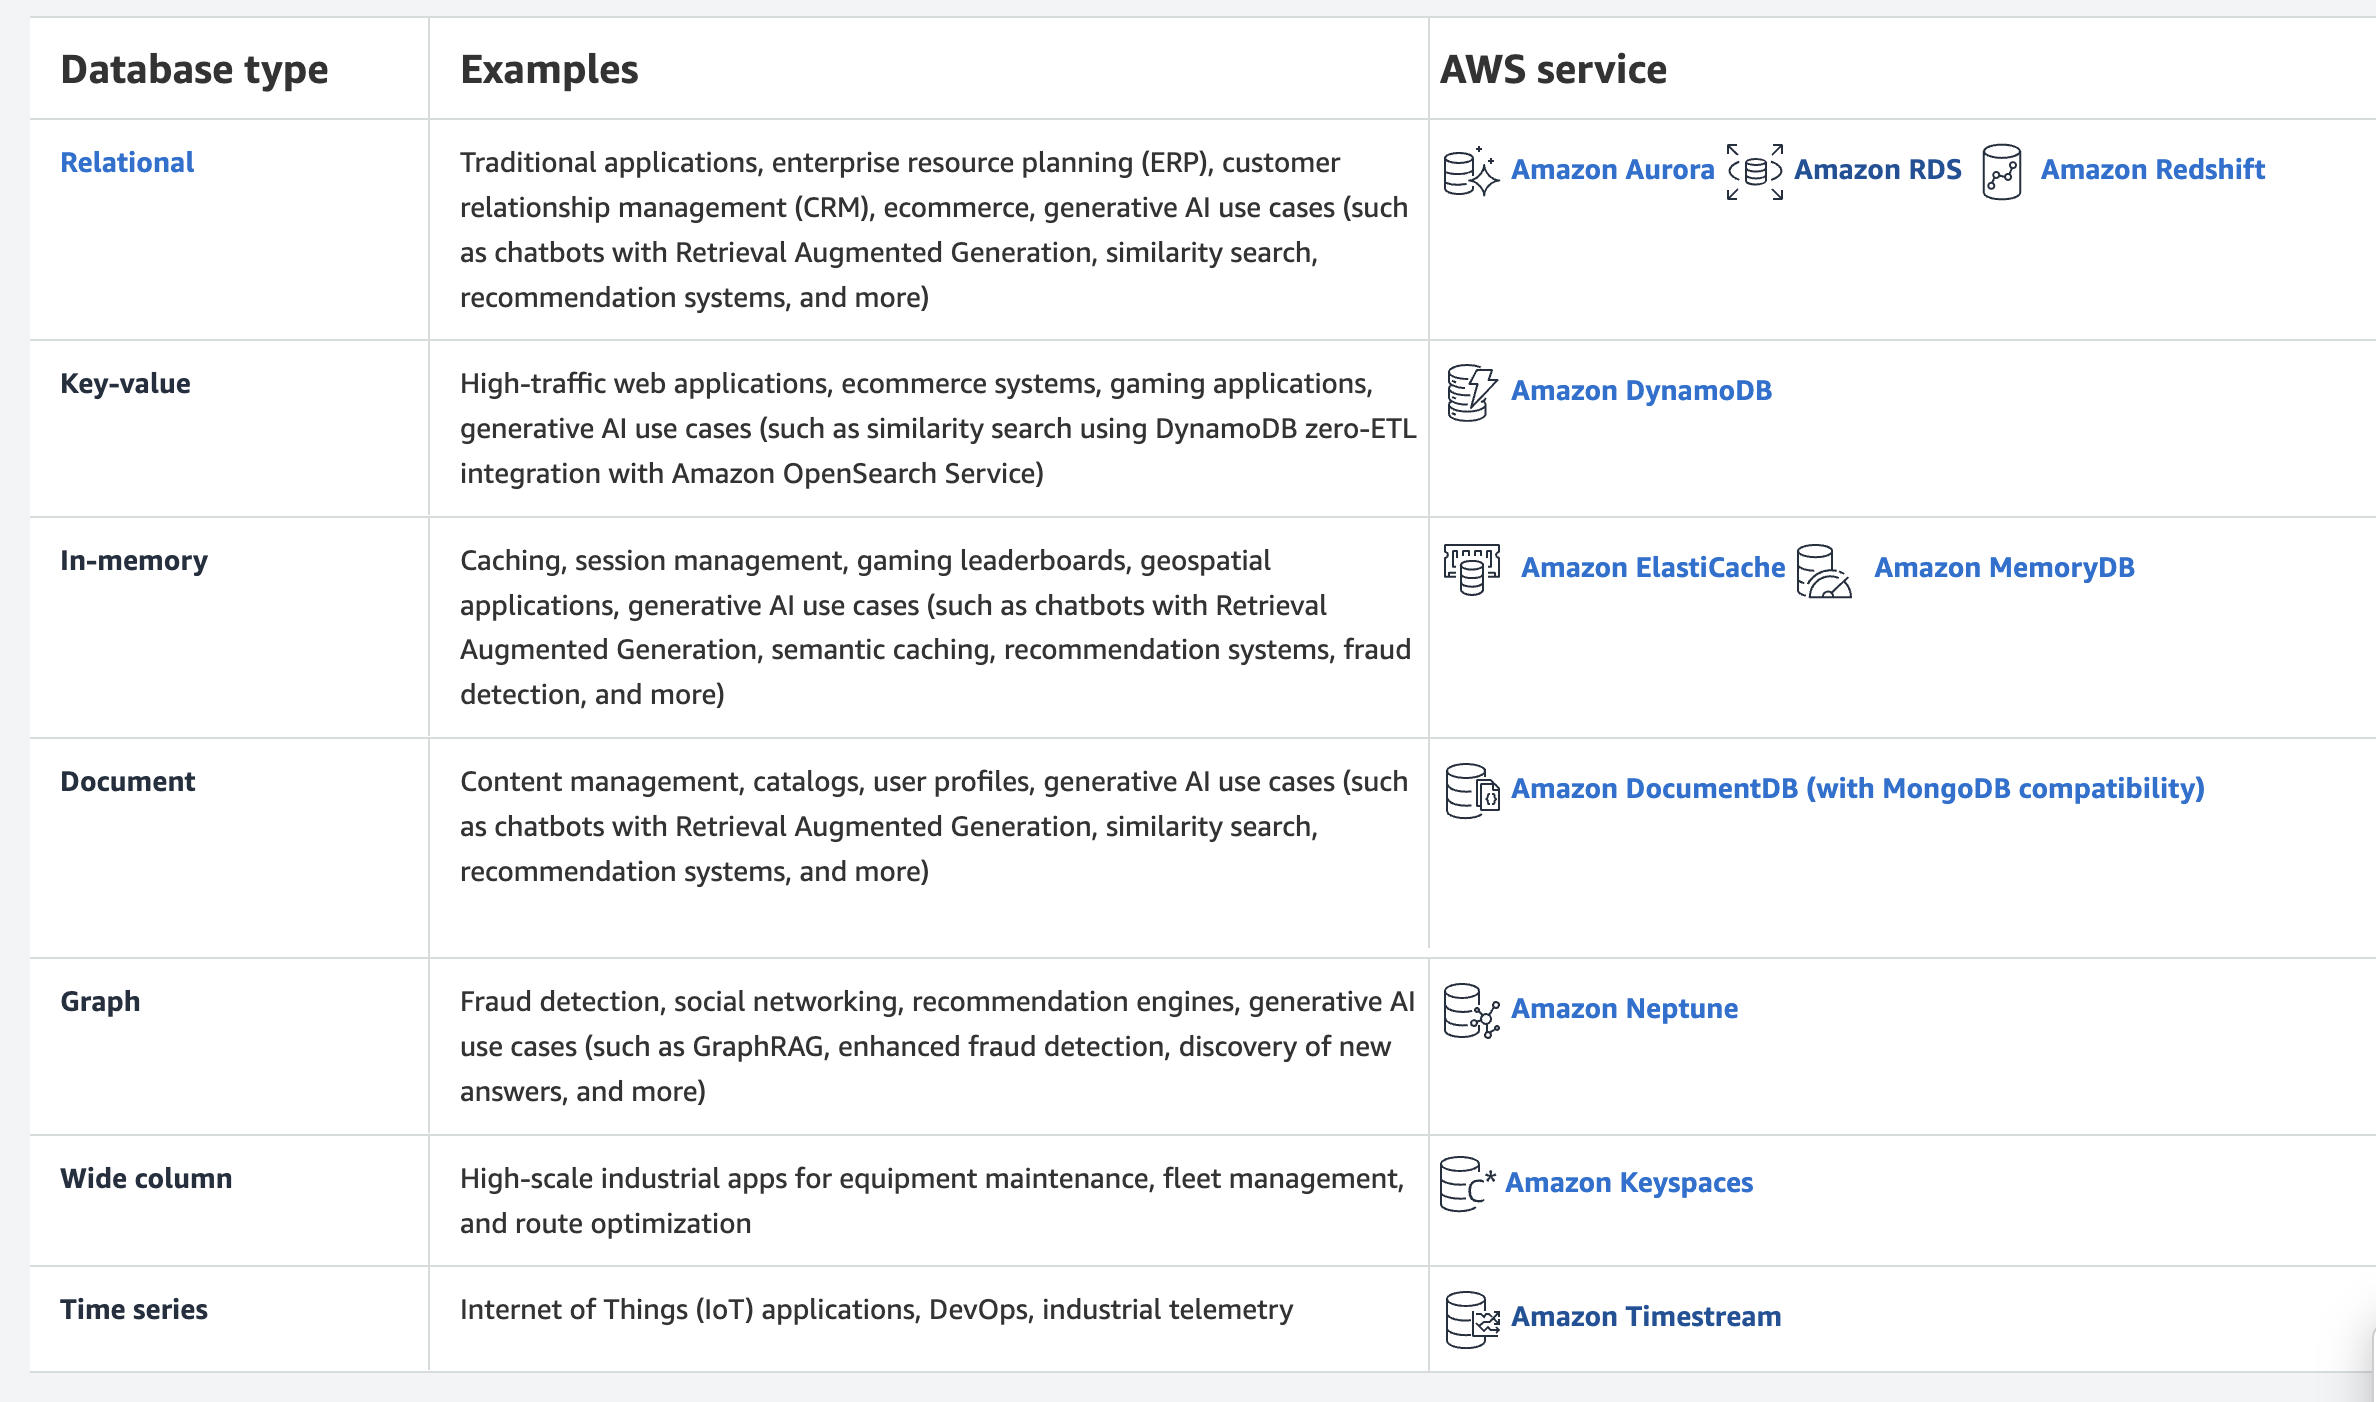 Database type
Examples
AWS service
Relational
Traditional applications, enterprise resource planning (ERP), customer
relationship management (CRM), ecommerce, generative AI use cases (such
as chatbots with Retrieval Augmented Generation, similarity search,
recommendation systems, and more)
Amazon Aurora
Amazon RDS
Amazon Redshift
Key-value
High-traffic web applications, ecommerce systems, gaming applications,
generative AI use cases (such as similarity search using DynamoDB zero-ETL
integration with Amazon OpenSearch Service)
Amazon DynamoDB
In-memory
Caching, session management, gaming leaderboards, geospatial
applications, generative AI use cases (such as chatbots with Retrieval
Augmented Generation, semantic caching, recommendation systems, fraud
detection, and more)
Amazon ElastiCache
Amazon MemoryDB
Document
Content management, catalogs, user profiles, generative AI use cases (such
as chatbots with Retrieval Augmented Generation, similarity search,
recommendation systems, and more)
Amazon DocumentDB (with MongoDB compatibility)
Graph
Fraud detection, social networking, recommendation engines, generative AI
use cases (such as GraphRAG, enhanced fraud detection, discovery of new
answers, and more)
Amazon Neptune
Wide column
High-scale industrial apps for equipment maintenance, fleet management,
and route optimization
Amazon Keyspaces
Time series
Internet of Things (IoT) applications, DevOps, industrial telemetry
Amazon Timestream